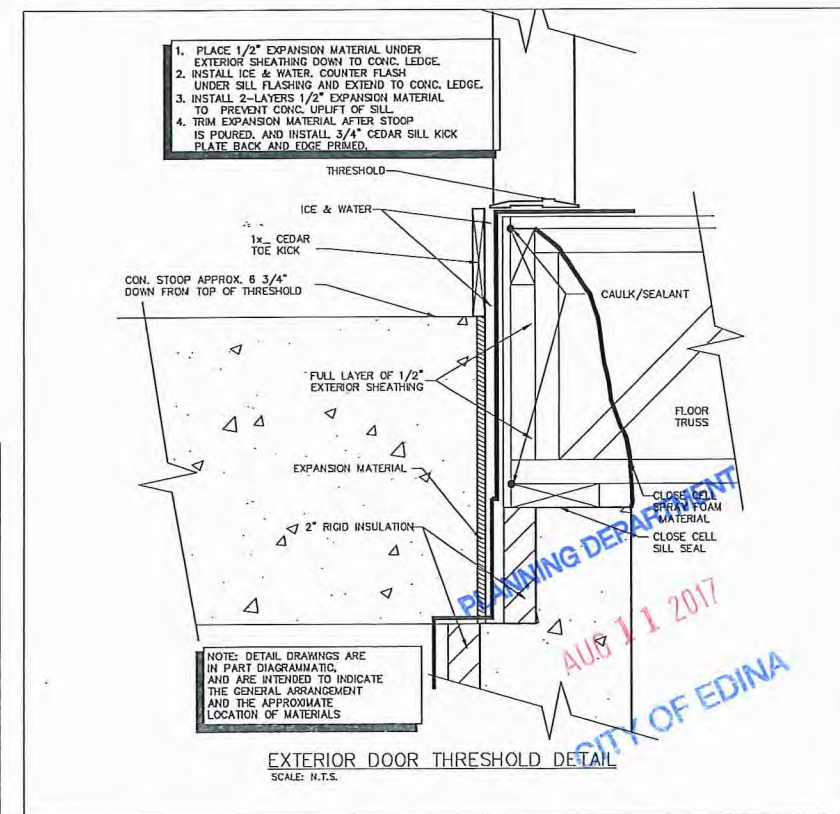 1. PLACE 1/2" EXPANSION MATERIAL UNDER
EXTERIOR SHEATHING DOWN TO CONC. LEDGE.
2. INSTALL ICE & WATER. COUNTER FLASH
UNDER SILL FLASHING AND EXTEND TO CONC. LEDGE.
3. INSTALL 2-LAYERS 1/2" EXPANSION MATERIAL
TO PREVENT CONC. UPLIFT OF SILL.
4. TRIM EXPANSION MATERIAL AFTER STOOP
IS POURED. AND INSTALL 3/4" CEDAR SILL KICK
PLATE BACK AND EDGE PRIMED.
THRESHOLD
ICE & WATER
1x_ CEDAR
TOE KICK
CON. STOOP APPROX. 6 3/4"
DOWN FROM TOP OF THRESHOLD
CAULK/SEALANT
FULL LAYER OF 1/2"
EXTERIOR SHEATHING
FLOOR
TRUSS
EXPANSION MATERIAL
CLOSE CELL
SPRAY FOAM
MATERIAL
2" RIGID INSULATION
CLOSE CELL
SILL SEAL
PLANNING DEPARTMENT
AUG 11 2017
CITY OF EDINA
NOTE: DETAIL DRAWINGS ARE
IN PART DIAGRAMMATIC,
AND ARE INTENDED TO INDICATE
THE GENERAL ARRANGEMENT
AND THE APPROXIMATE
LOCATION OF MATERIALS
EXTERIOR DOOR THRESHOLD DETAIL
SCALE: N.T.S.